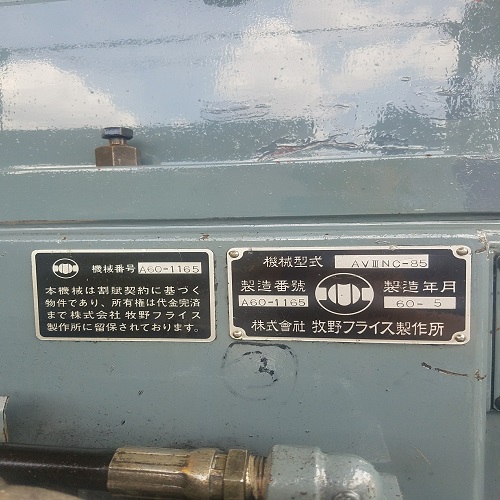 機械番号 A60-1165
本機械は割賦契約に基づく
物件であり、所有権は代金完済
まで株式会社 牧野フライス
製作所に留保されております。
機械型式 AVⅢNC-85
製造番號 製造年月
A60-1165 60-5
株式會社 牧野フライス製作所
3